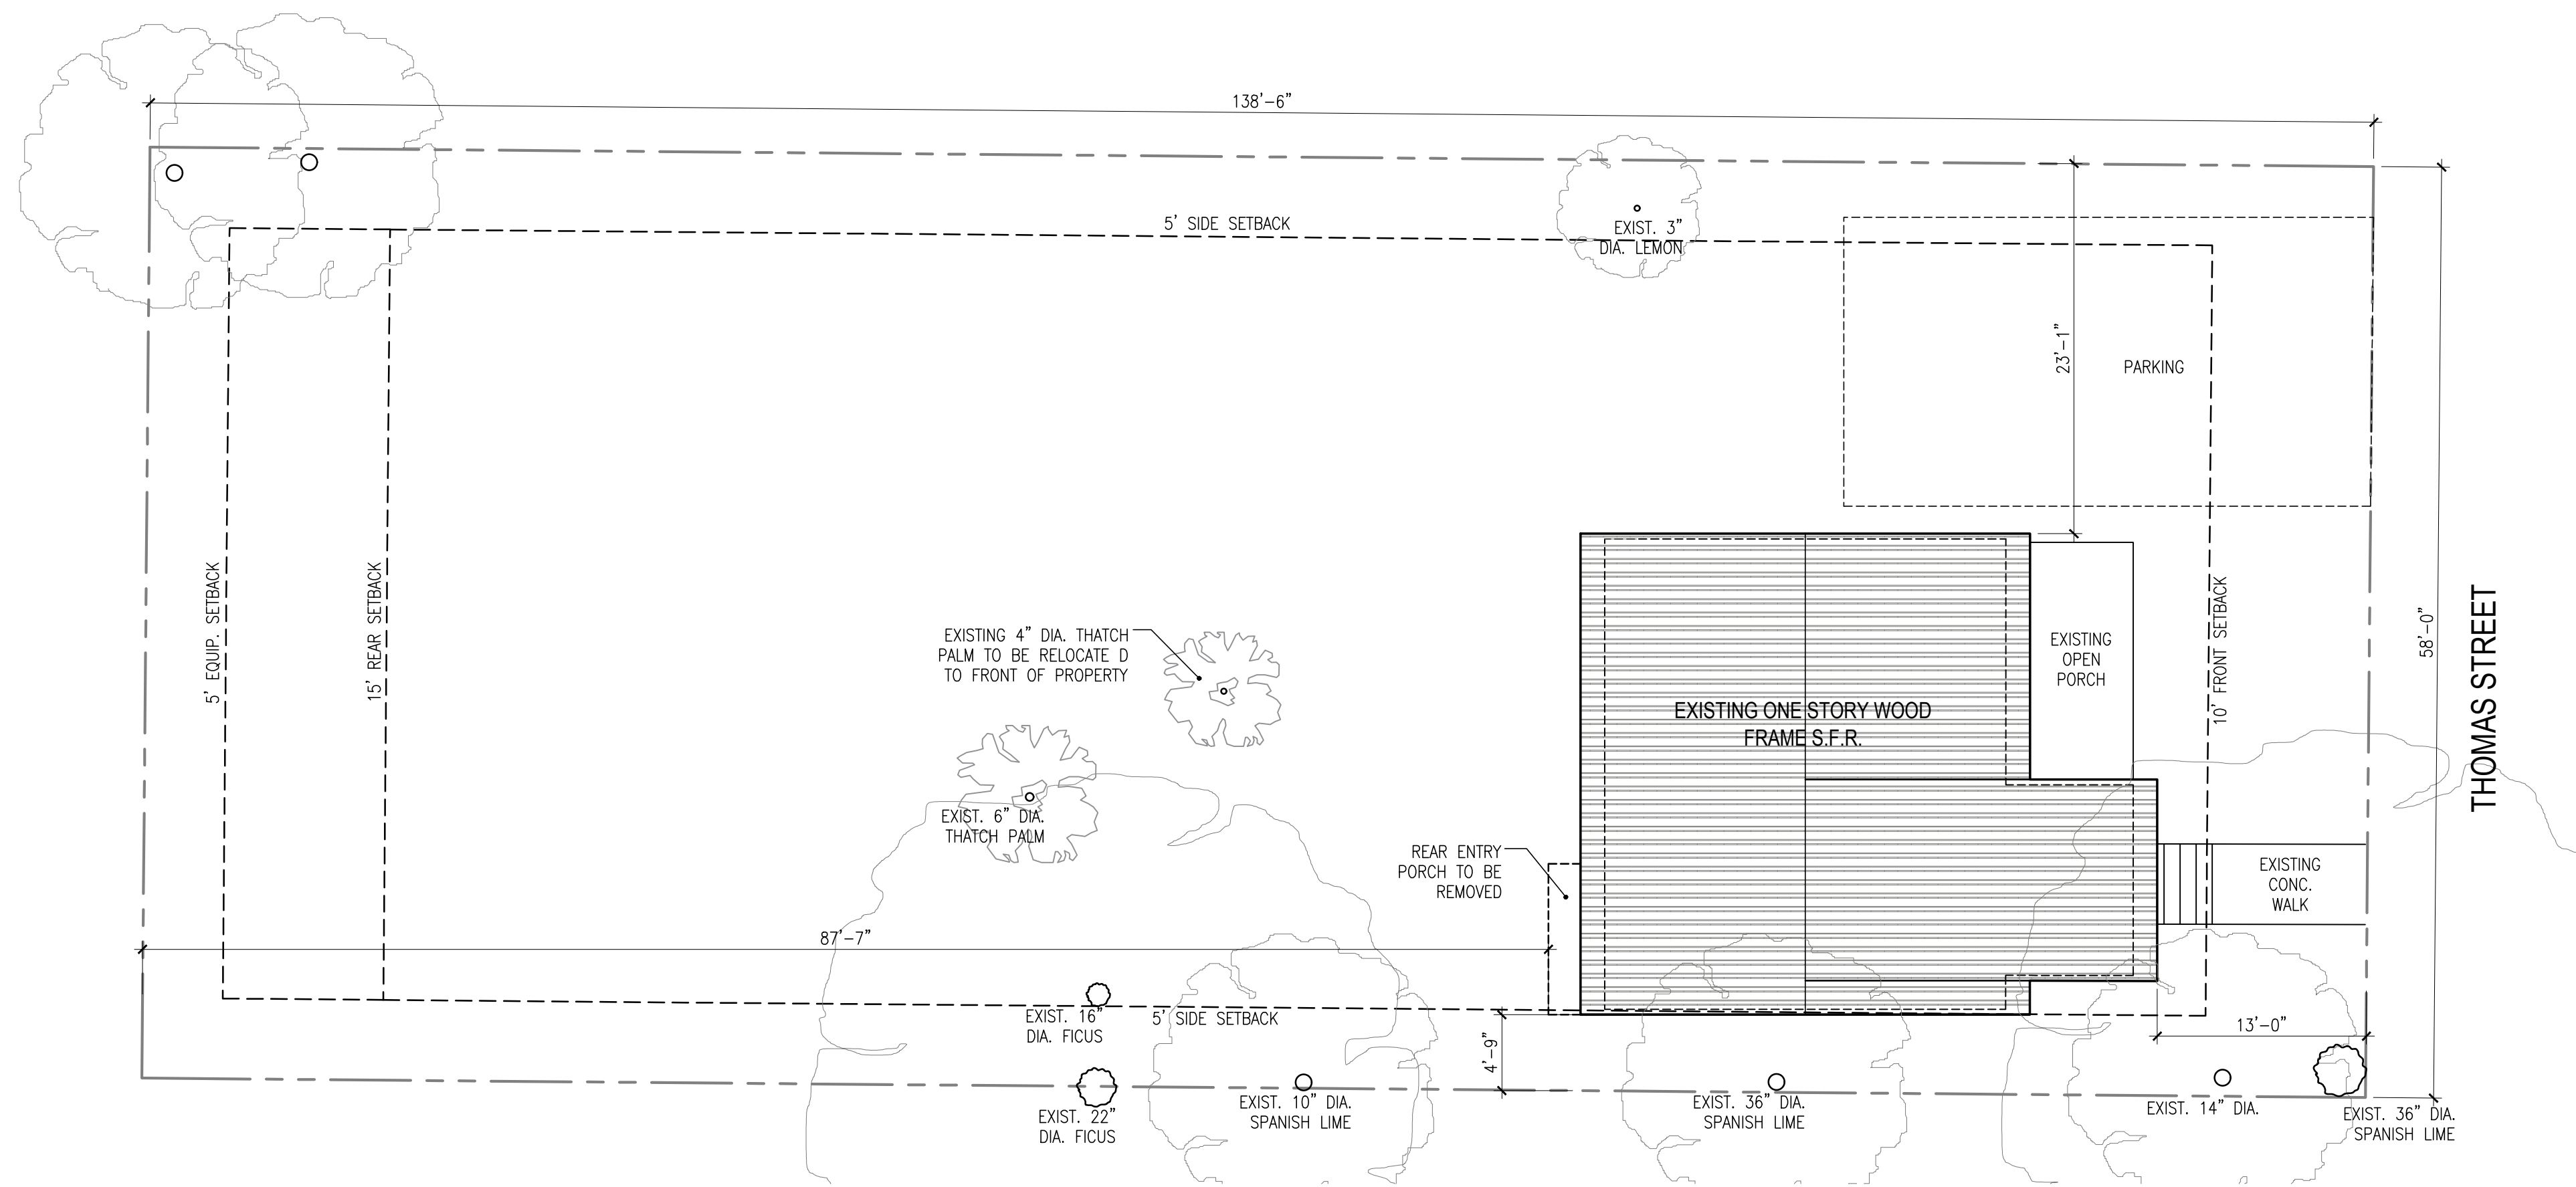 138'-6"
5' SIDE SETBACK
EXIST. 3"
DIA. LEMON
23'-1"
PARKING
5' EQUIP. SETBACK
15' REAR SETBACK
EXISTING 4" DIA. THATCH
PALM TO BE RELOCATE D
TO FRONT OF PROPERTY
EXISTING
OPEN
PORCH
10' FRONT SETBACK
58'-0"
THOMAS STREET
EXISTING ONE STORY WOOD
FRAME S.F.R.
EXIST. 6" DIA.
THATCH PALM
REAR ENTRY
PORCH TO BE
REMOVED
EXISTING
CONC.
WALK
87'-7"
EXIST. 16"
DIA. FICUS
5' SIDE SETBACK
4'-9"
13'-0"
EXIST. 22"
DIA. FICUS
EXIST. 10" DIA.
SPANISH LIME
EXIST. 36" DIA.
SPANISH LIME
EXIST. 14" DIA.
EXIST. 36" DIA.
SPANISH LIME